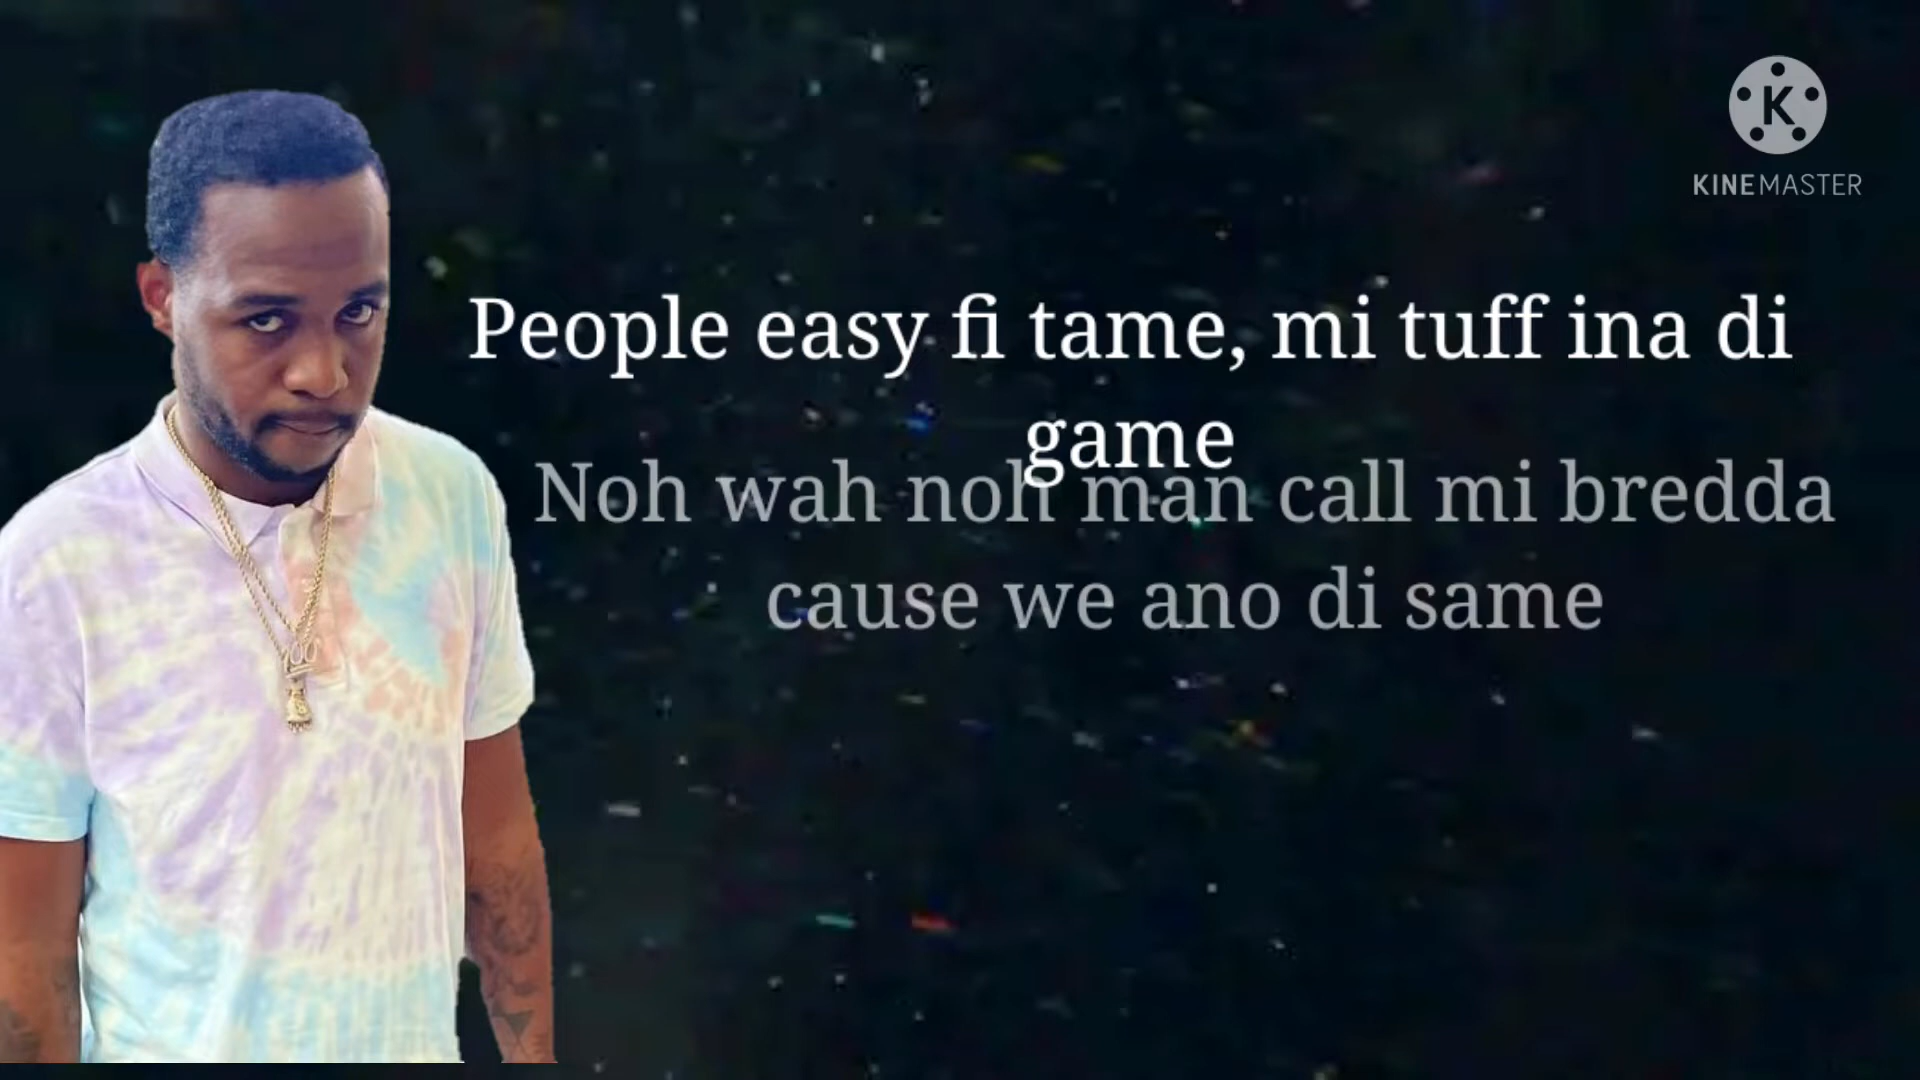 K
KINEMASTER
People easy fi tame, mi tuff ina di
game
Noh wah noh man call mi bredda
cause we ano di same
100